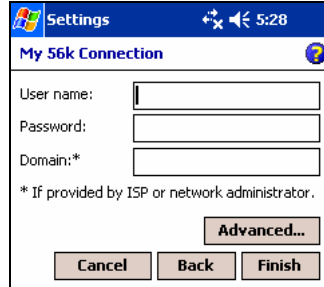 Settings 5:28
My 56k Connection
User name:
Password:
Domain:*
* If provided by ISP or network administrator.
Advanced...
Cancel Back Finish